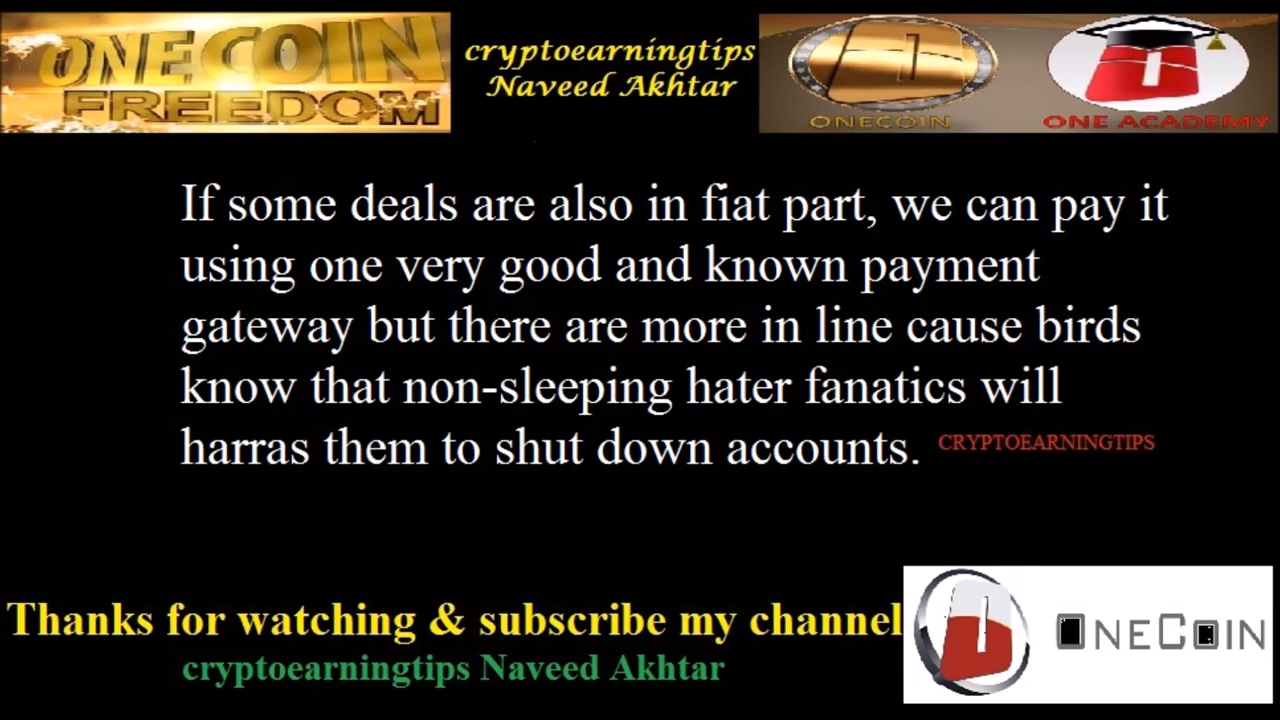 ONECOIN
FREEDOM
cryptoearningtips
Naveed Akhtar
ONECOIN
ONE ACADEMY
If some deals are also in fiat part, we can pay it
using one very good and known payment
gateway but there are more in line cause birds
know that non-sleeping hater fanatics will
harras them to shut down accounts. CRYPTOEARNINGTIPS
Thanks for watching & subscribe my channel
cryptoearningtips Naveed Akhtar
ONECOIN